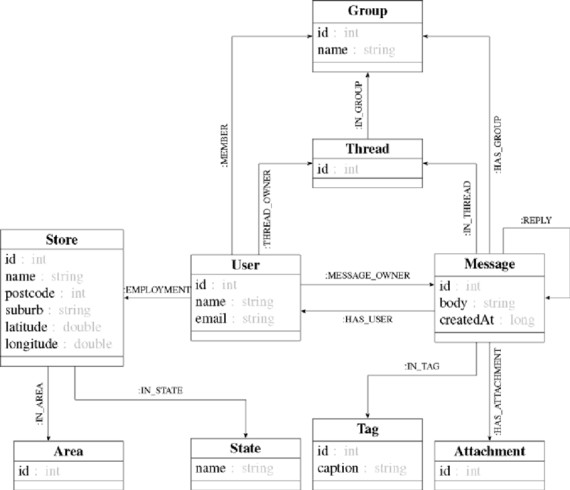 Group
id : int
name : string
:MEMBER
:IN_GROUP
:HAS_GROUP
Thread
id : int
:THREAD_OWNER
:IN_THREAD
:REPLY
Store
id : int
name : string
postcode : int
suburb : string
latitude : double
longitude : double
:EMPLOYMENT
User
id : int
name : string
email : string
:MESSAGE_OWNER
:HAS_USER
Message
id : int
body : string
createdAt : long
:IN_AREA
:IN_STATE
:IN_TAG
:HAS_ATTACHMENT
Area
id : int
State
name : string
Tag
id : int
caption : string
Attachment
id : int